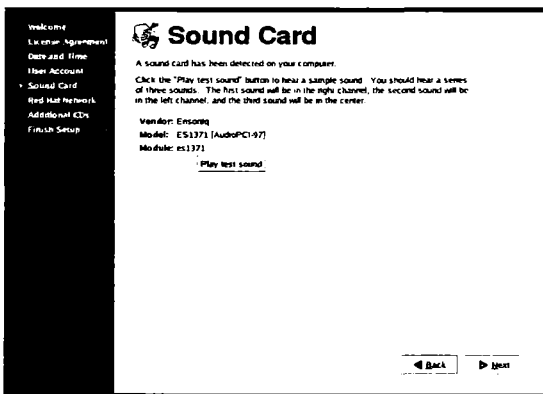 Welcome
License Agreement
Date and Time
User Account
Sound Card
Red Hat Network
Additional CDs
Finish Setup
Sound Card
A sound card has been detected on your computer.
Click the "Play test sound" button to hear a sample sound. You should hear a series
of three sounds. The first sound will be in the right channel, the second sound will be
in the left channel, and the third sound will be in the center.
Vendor: Ensoniq
Model: ES1371 [AudioPCI-97]
Module: es1371
Play test sound
Back
Next